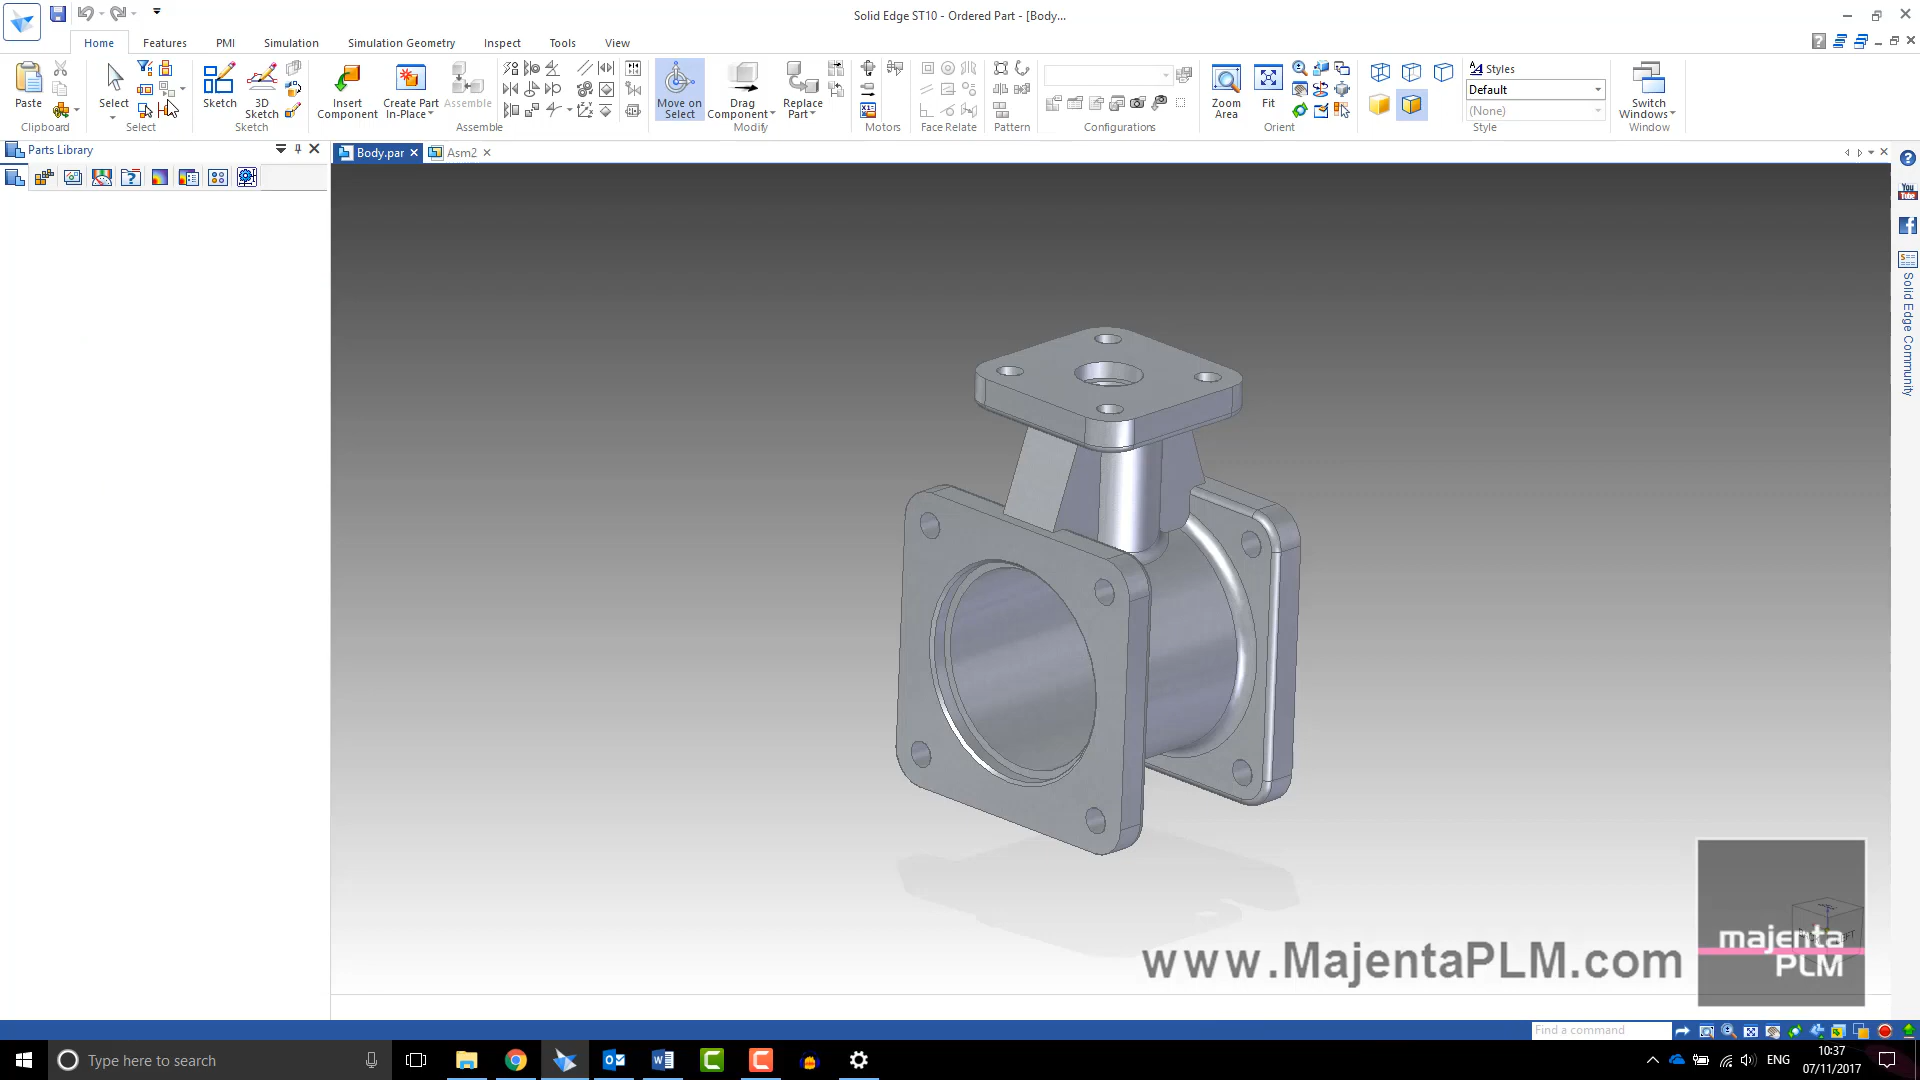 Solid Edge ST10 - Ordered Part - [Body...
Home Features PMI Simulation Simulation Geometry Inspect Tools View
Paste Select Sketch 3D Sketch Insert Component Create Part In-Place Assemble Move on Select Drag Component Replace Part Zoom Area Fit Styles Default (None) Switch Windows
Clipboard Select Sketch Assemble Modify Motors Face Relate Pattern Configurations Orient Style Window
Parts Library
Body.par Asm2
You Tube
Solid Edge Community
www.MajentaPLM.com
majenta
PLM
LEFT
Find a command
Type here to search
ENG
10:37
07/11/2017